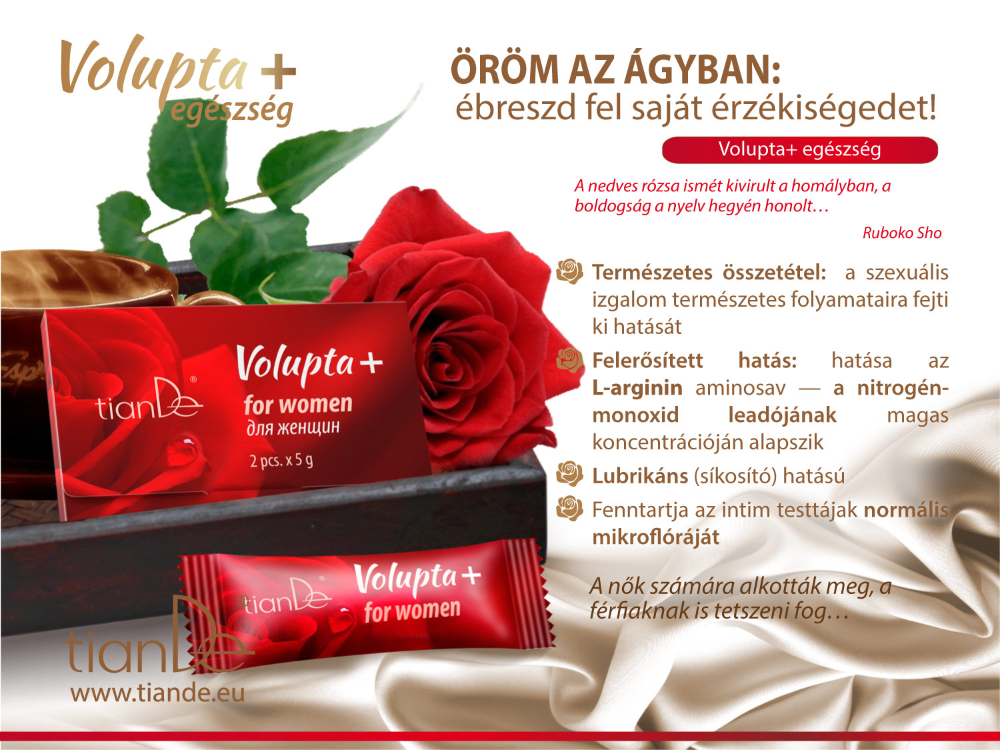 Volupta +
egészség
ÖRÖM AZ ÁGYBAN:
ébreszd fel saját érzékiségedet!
Volupta+ egészség
A nedves rózsa ismét kivirult a homályban, a
boldogság a nyelv hegyén honolt…
Ruboko Sho
Természetes összetétel: a szexuális
izgalom természetes folyamataira fejti
ki hatását
Felerősített hatás: hatása az
L-arginin aminosav — a nitrogén-
monoxid leadójának magas
koncentrációján alapszik
Lubrikáns (síkosító) hatású
Fenntartja az intim testtájak normális
mikroflóráját
A nők számára alkották meg, a
férfiaknak is tetszeni fog…
tianDe ®
Volupta +
for women
для женщин
2 pcs. x 5 g
tianDe ®
Volupta +
for women
tianDe ®
www.tiande.eu